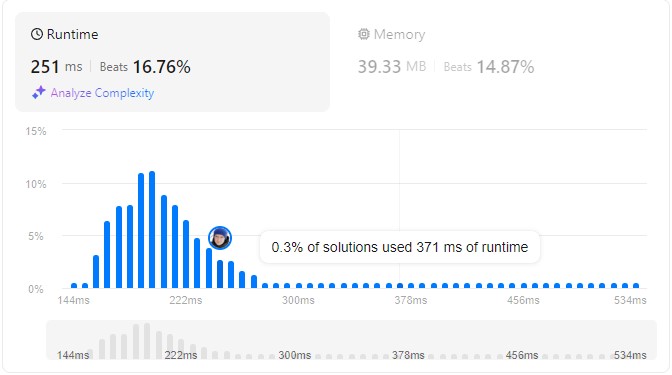 Runtime
Memory
251 ms | Beats 16.76%
39.33 MB | Beats 14.87%
Analyze Complexity
15%
10%
5%
0%
0.3% of solutions used 371 ms of runtime
144ms 222ms 300ms 378ms 456ms 534ms
144ms 222ms 300ms 378ms 456ms 534ms